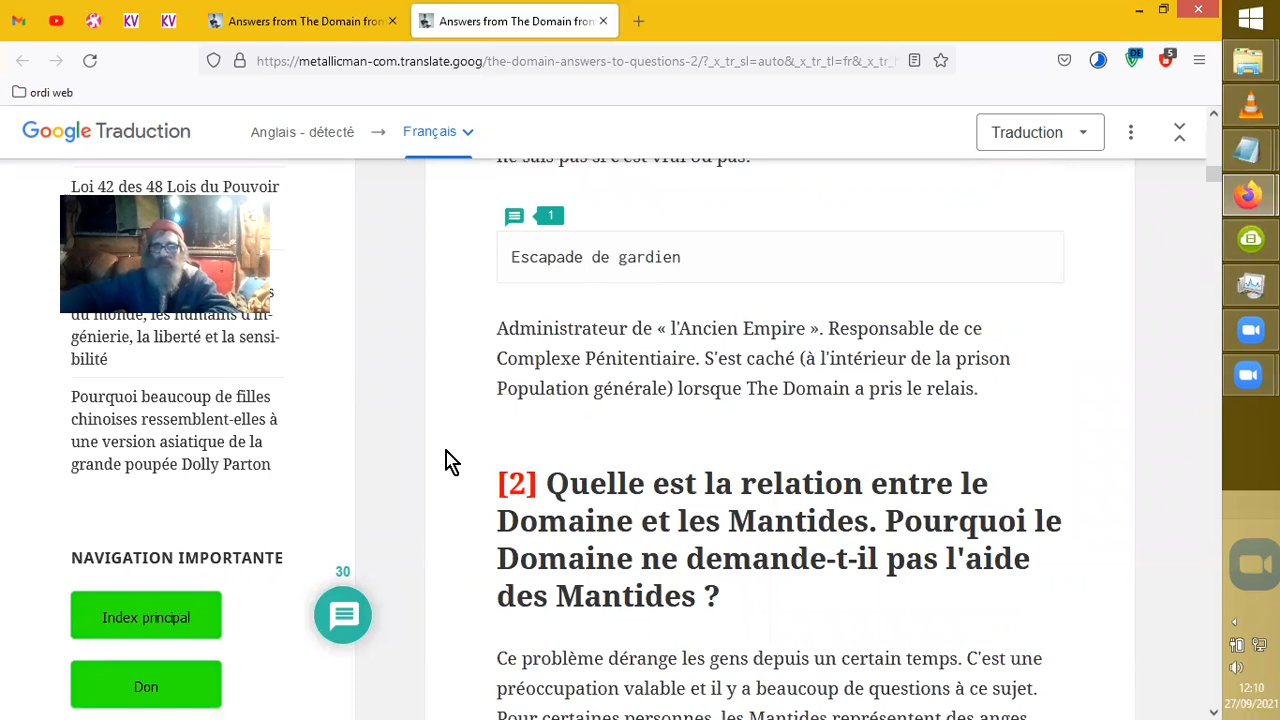 Answers from The Domain fron
Answers from The Domain fron
https://metallicman-com.translate.goog/the-domain-answers-to-questions-2/?_x_tr_sl=auto&_x_tr_tl=fr&_x_tr_h
ordi web
Google Traduction
Anglais - détecté
Français
Traduction
ne suis pas si c'est vrai ou pas.
Loi 42 des 48 Lois du Pouvoir
1
Escapade de gardien
du monde, les humains d'in-
génierie, la liberté et la sensi-
bilité
Administrateur de « l'Ancien Empire ». Responsable de ce
Complexe Pénitentiaire. S'est caché (à l'intérieur de la prison
Population générale) lorsque The Domain a pris le relais.
Pourquoi beaucoup de filles
chinoises ressemblent-elles à
une version asiatique de la
grande poupée Dolly Parton
[2] Quelle est la relation entre le
Domaine et les Mantides. Pourquoi le
Domaine ne demande-t-il pas l'aide
des Mantides ?
NAVIGATION IMPORTANTE
30
Index principal
Don
Ce problème dérange les gens depuis un certain temps. C'est une
préoccupation valable et il y a beaucoup de questions à ce sujet.
Pour certaines personnes, les Mantides représentent des anges
KV
KV
DE
5
12:10
27/09/2021